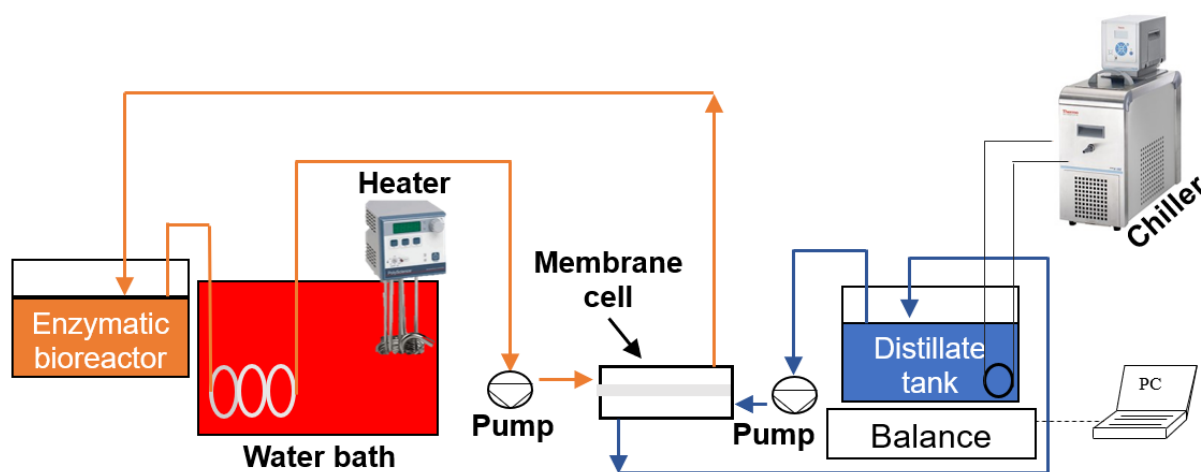 Heater
Chiller
Membrane
cell
Enzymatic
bioreactor
Distillate
tank
PC
Pump
Pump
Balance
Water bath